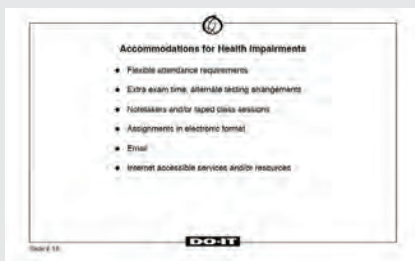 Accommodations for Health Impairments
Flexible attendance requirements
Extra exam time, alternate testing arrangements
Notetakers and/or taped class sessions
Assignments in electronic format
Email
Internet accessible services and/or resources
DO-IT